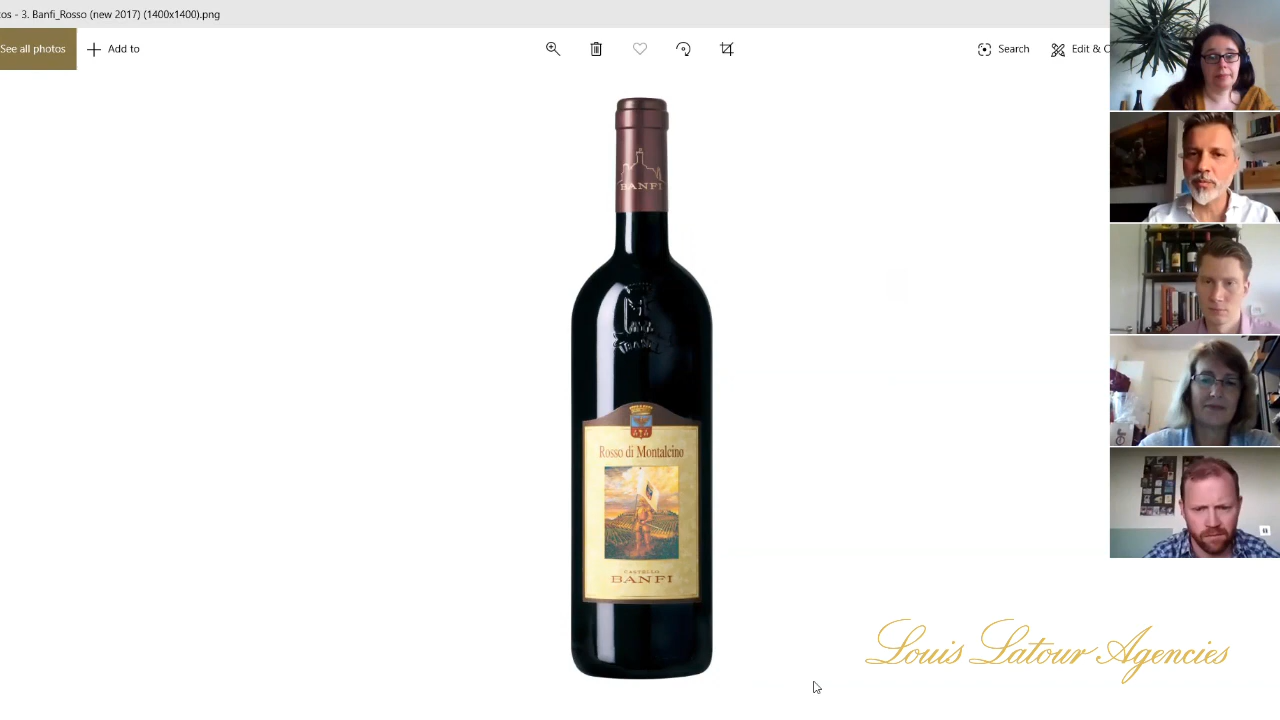 os - 3. Banfi_Rosso (new 2017) (1400x1400).png
See all photos
Add to
Search
Edit & C
BANFI
Rosso di Montalcino
CASTELLO
BANFI
Louis Latour Agencies